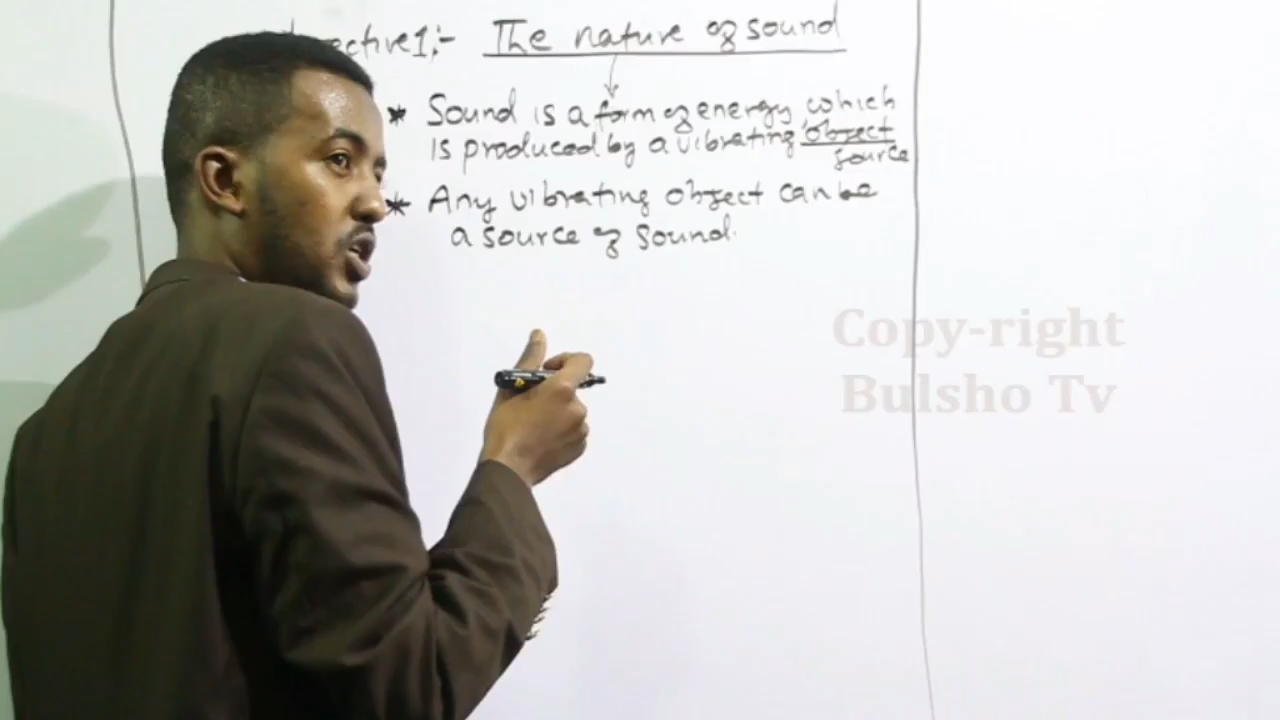 ective1:- The nature of sound
* Sound is a form of energy which
is produced by a vibrating object
source
* Any vibrating object can be
a source of sound.
Copy-right
Bulsho Tv